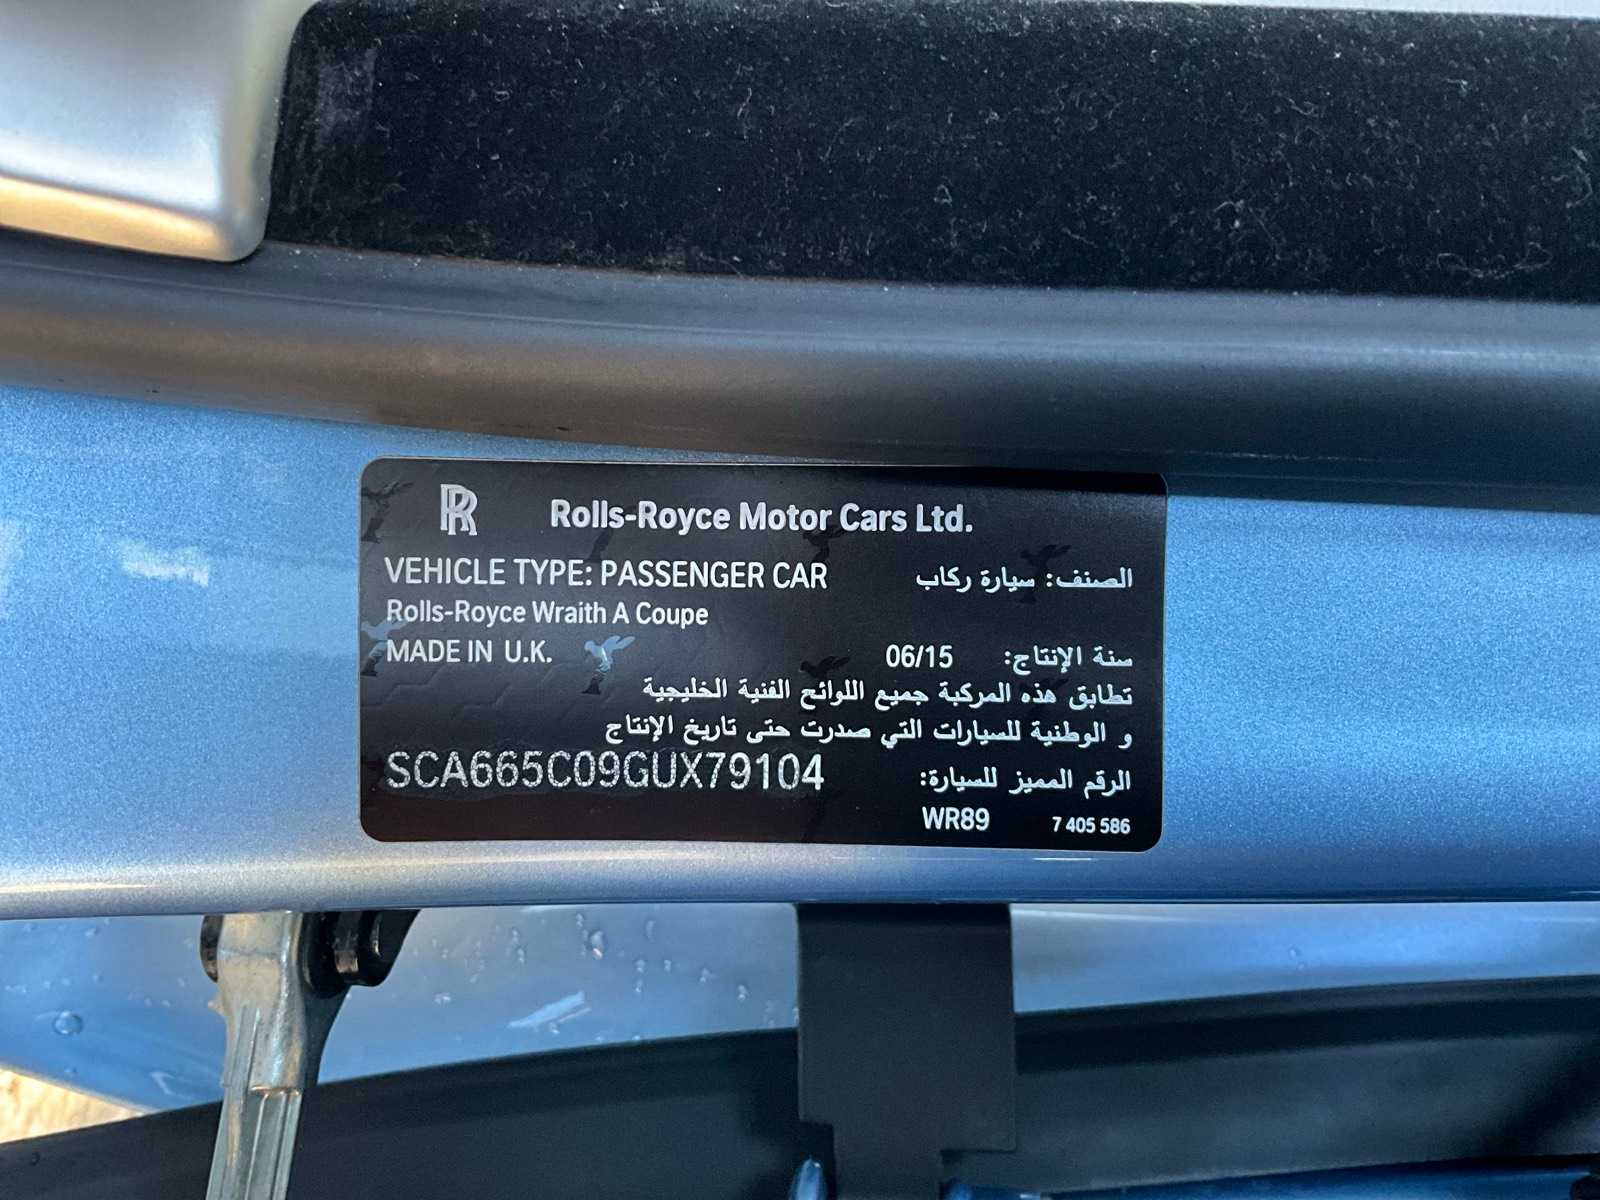 RR Rolls-Royce Motor Cars Ltd.
VEHICLE TYPE: PASSENGER CAR الصنف: سيارة ركاب
Rolls-Royce Wraith A Coupe
MADE IN U.K. سنة الإنتاج: 06/15
تطابق هذه المركبة جميع اللوائح الفنية الخليجية
و الوطنية للسيارات التي صدرت حتى تاريخ الإنتاج
SCA665C09GUX79104 الرقم المميز للسيارة:
WR89 7 405 586